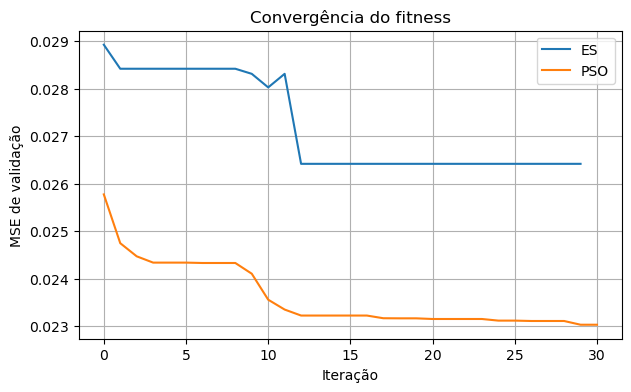 Convergência do fitness
MSE de validação
0.029
0.028
0.027
0.026
0.025
0.024
0.023
ES
PSO
0 5 10 15 20 25 30
Iteração